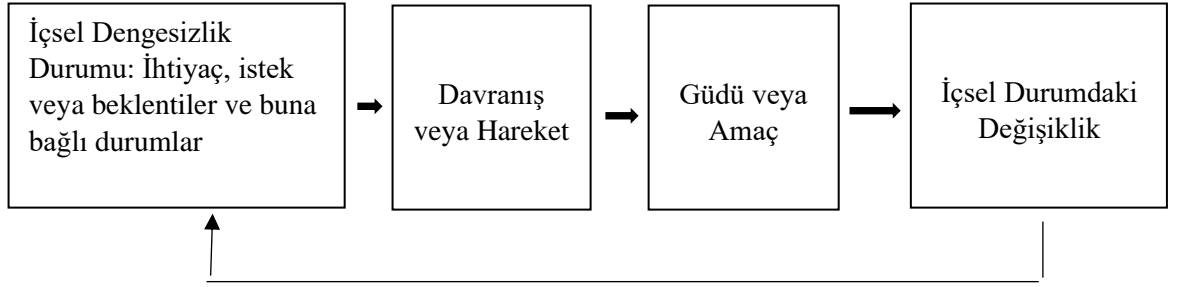 İçsel Dengesizlik
Durumu: İhtiyaç, istek
veya beklentiler ve buna
bağlı durumlar
Davranış
veya Hareket
Güdü veya
Amaç
İçsel Durumdaki
Değişiklik